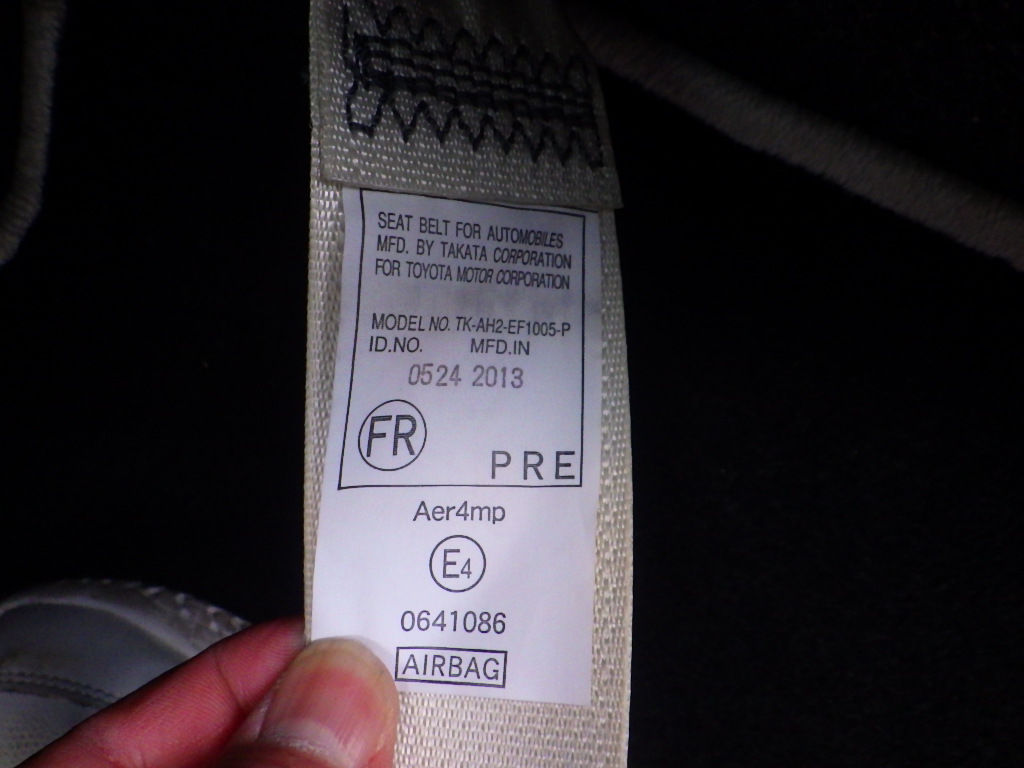 SEAT BELT FOR AUTOMOBILES
MFD. BY TAKATA CORPORATION
FOR TOYOTA MOTOR CORPORATION
MODEL NO. TK-AH2-EF1005-P
ID.NO. MFD.IN
0524 2013
FR
PRE
Aer4mp
E4
0641086
AIRBAG